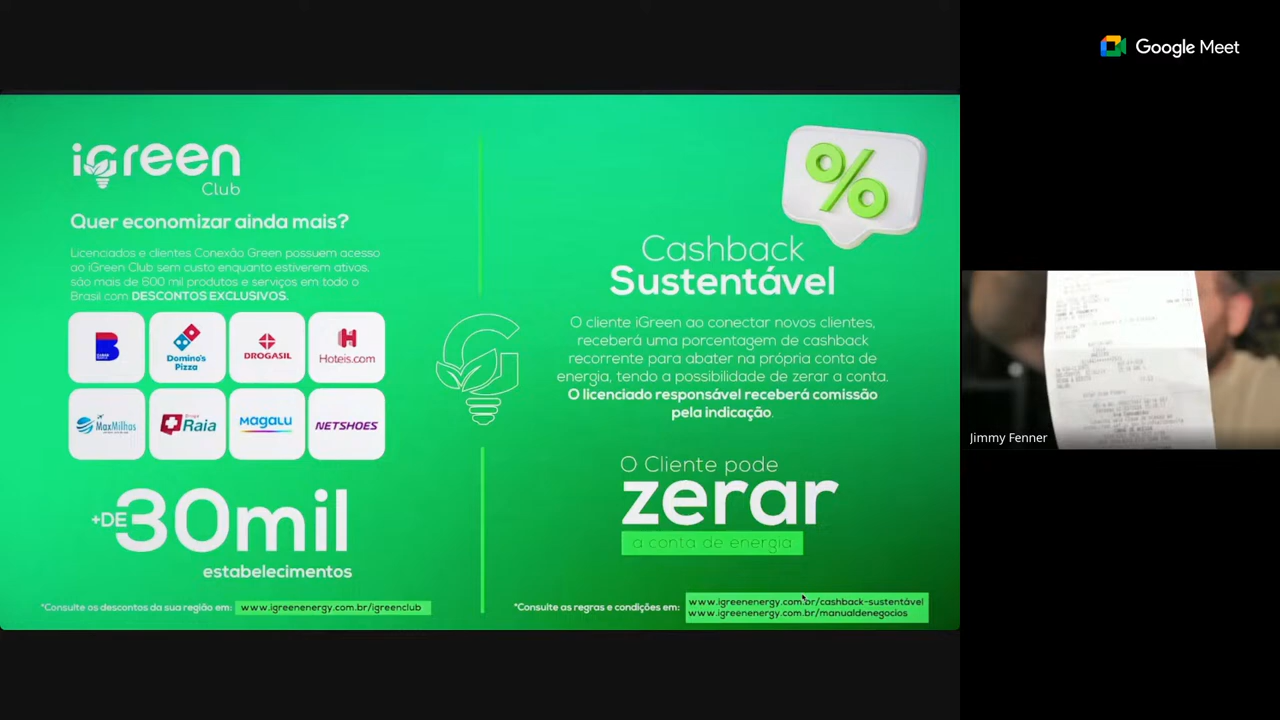 Google Meet
iGreen
Club
Quer economizar ainda mais?
Licenciados e clientes Conexão Green possuem acesso
ao iGreen Club sem custo enquanto estiverem ativos,
são mais de 600 mil produtos e serviços em todo o
Brasil com DESCONTOS EXCLUSIVOS.
B
Domino's
Pizza
DROGASIL
H
Hoteis.com
MaxMilhas
Droga
Raia
MAGALU
NETSHOES
+DE 30mil
estabelecimentos
*Consulte os descontos da sua região em: www.igreenenergy.com.br/igreenclub
%
Cashback
Sustentável
O cliente iGreen ao conectar novos clientes,
receberá uma porcentagem de cashback
recorrente para abater na própria conta de
energia, tendo a possibilidade de zerar a conta.
O licenciado responsável receberá comissão
pela indicação.
O Cliente pode
zerar
a conta de energia
*Consulte as regras e condições em: www.igreenenergy.com.br/cashback-sustentável
www.igreenenergy.com.br/manualdenegocios
Jimmy Fenner